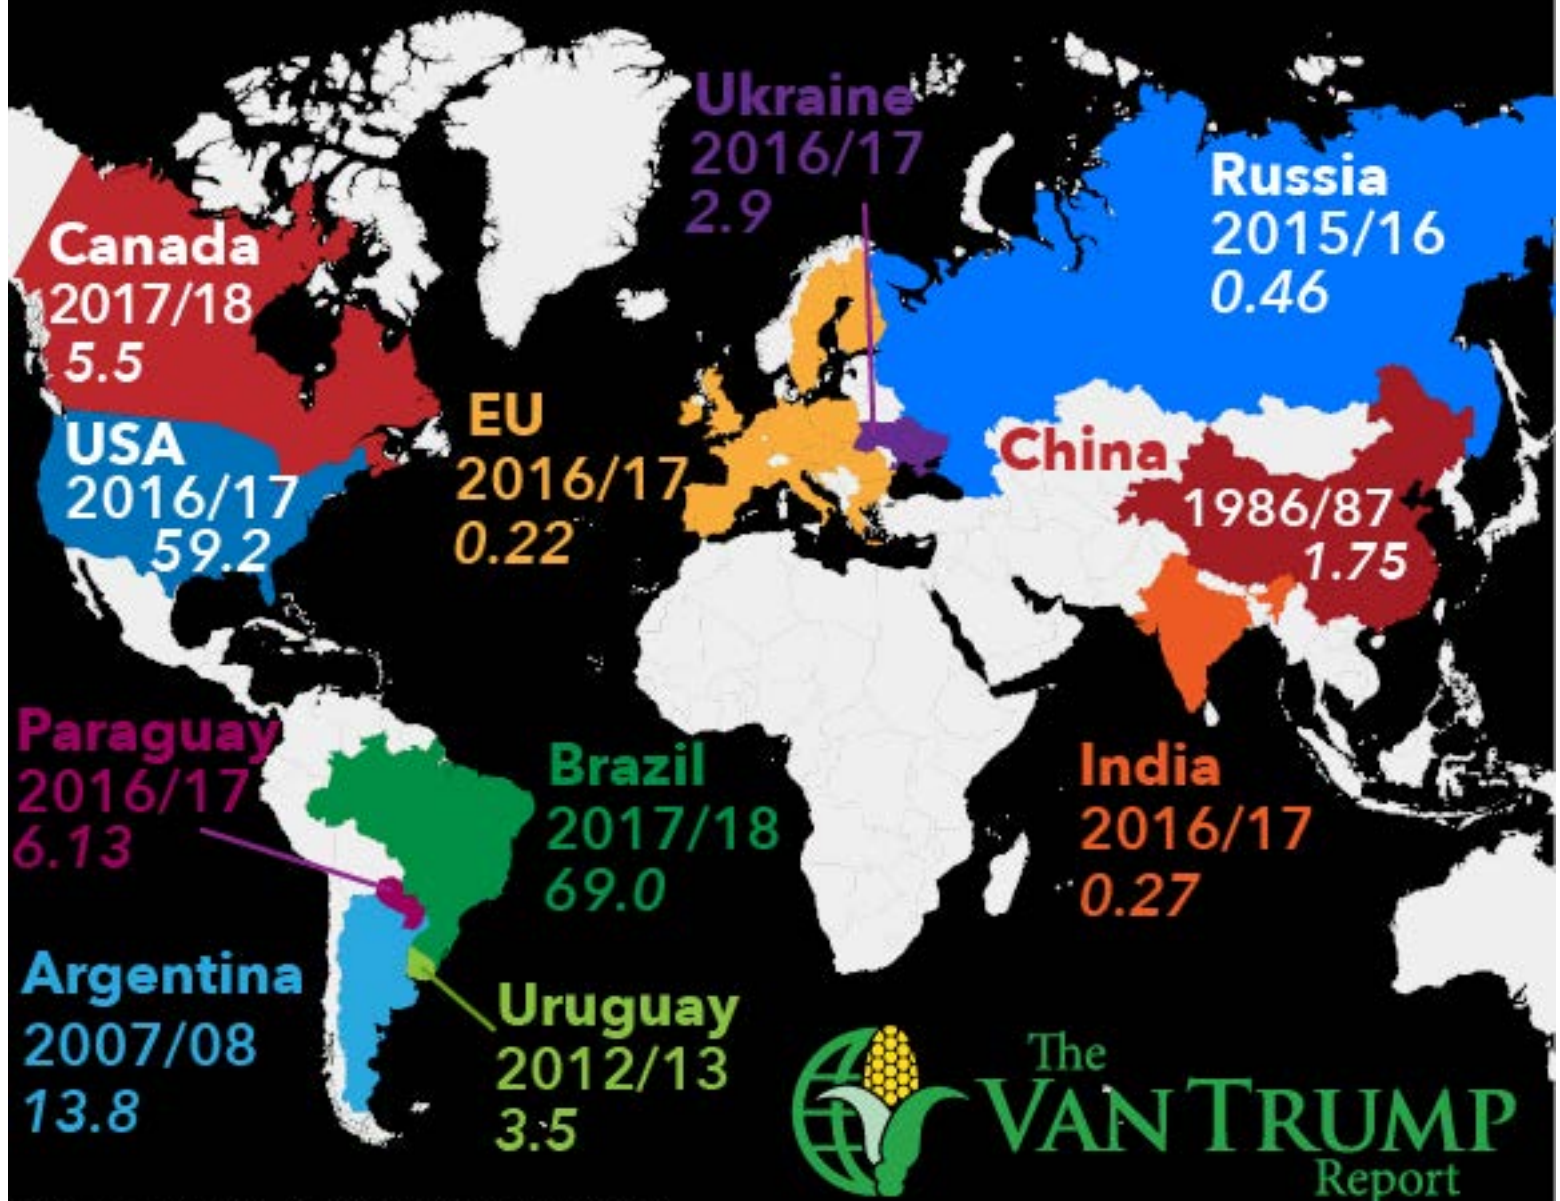 Ukraine
2016/17
2.9
Russia
2015/16
0.46
Canada
2017/18
5.5
EU
2016/17
0.22
USA
2016/17
59.2
China
1986/87
1.75
Paraguay
2016/17
6.13
Brazil
2017/18
69.0
India
2016/17
0.27
Argentina
2007/08
13.8
Uruguay
2012/13
3.5
The
VAN TRUMP
Report